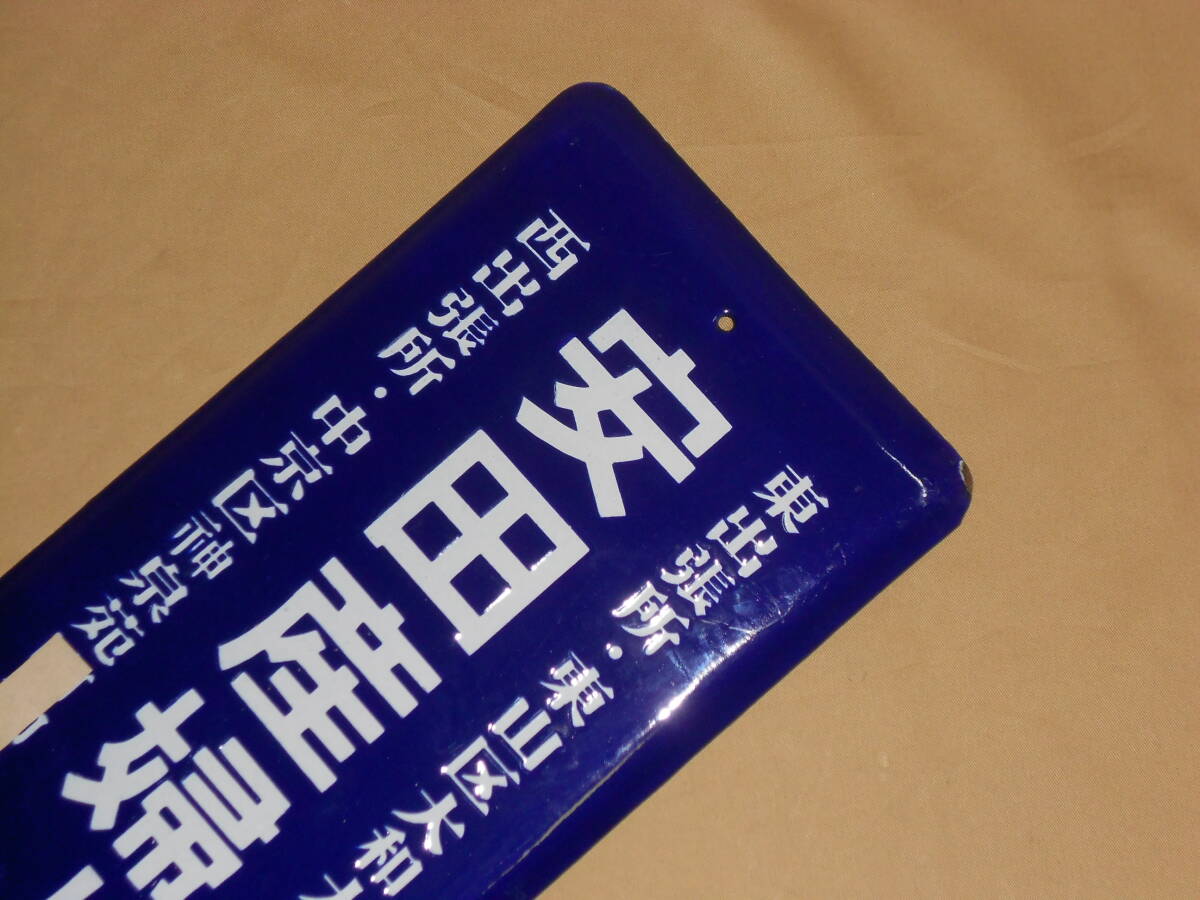 東出張所・東山区大和大
安田産婦
西出張所・中京区神泉苑